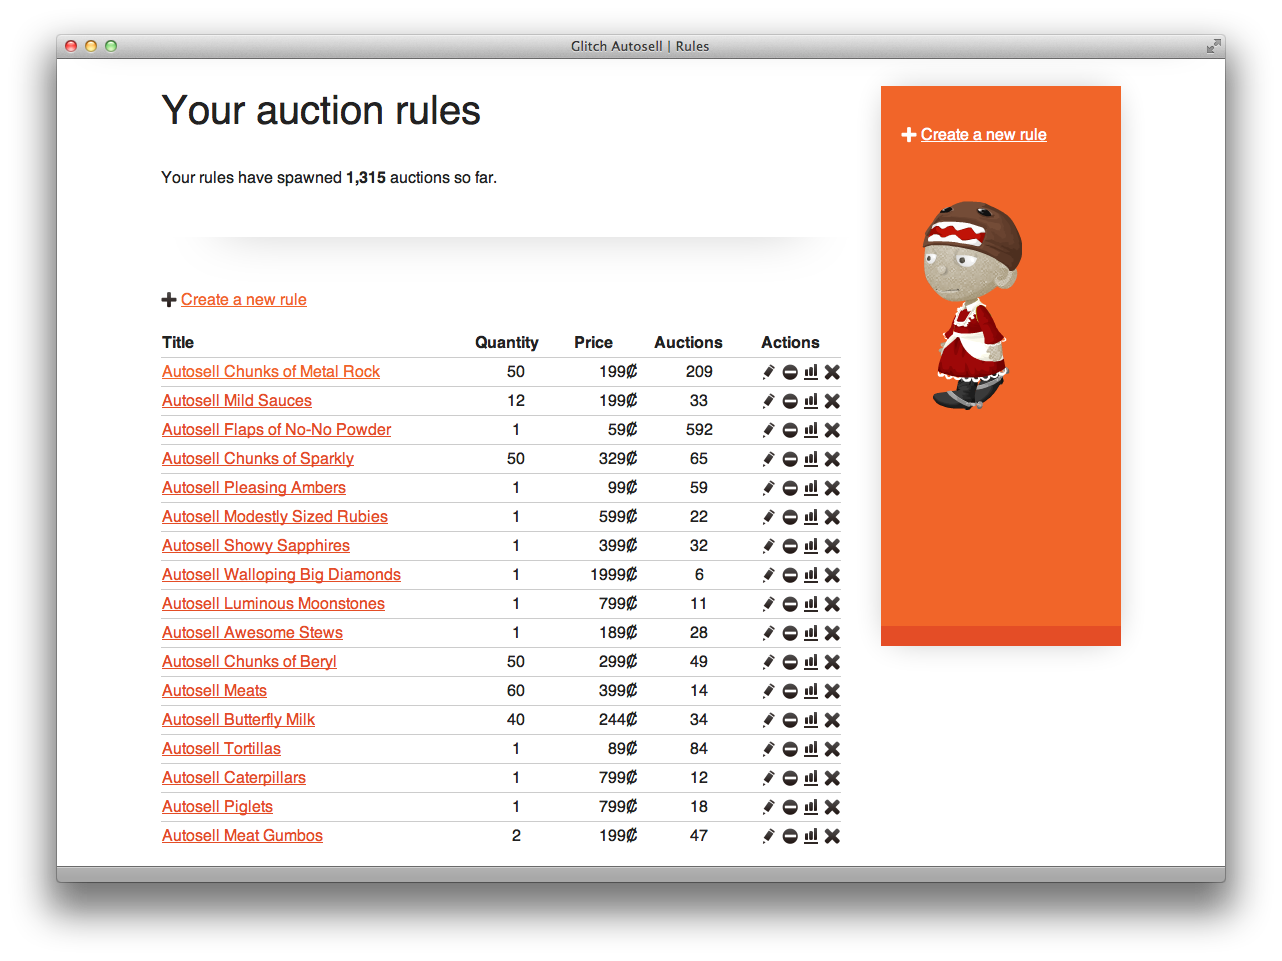 Glitch Autosell | Rules
Your auction rules
Your rules have spawned 1,315 auctions so far.
Create a new rule
Create a new rule
Title Quantity Price Auctions Actions
Autosell Chunks of Metal Rock 50 199₡ 209
Autosell Mild Sauces 12 199₡ 33
Autosell Flaps of No-No Powder 1 59₡ 592
Autosell Chunks of Sparkly 50 329₡ 65
Autosell Pleasing Ambers 1 99₡ 59
Autosell Modestly Sized Rubies 1 599₡ 22
Autosell Showy Sapphires 1 399₡ 32
Autosell Walloping Big Diamonds 1 1999₡ 6
Autosell Luminous Moonstones 1 799₡ 11
Autosell Awesome Stews 1 189₡ 28
Autosell Chunks of Beryl 50 299₡ 49
Autosell Meats 60 399₡ 14
Autosell Butterfly Milk 40 244₡ 34
Autosell Tortillas 1 89₡ 84
Autosell Caterpillars 1 799₡ 12
Autosell Piglets 1 799₡ 18
Autosell Meat Gumbos 2 199₡ 47